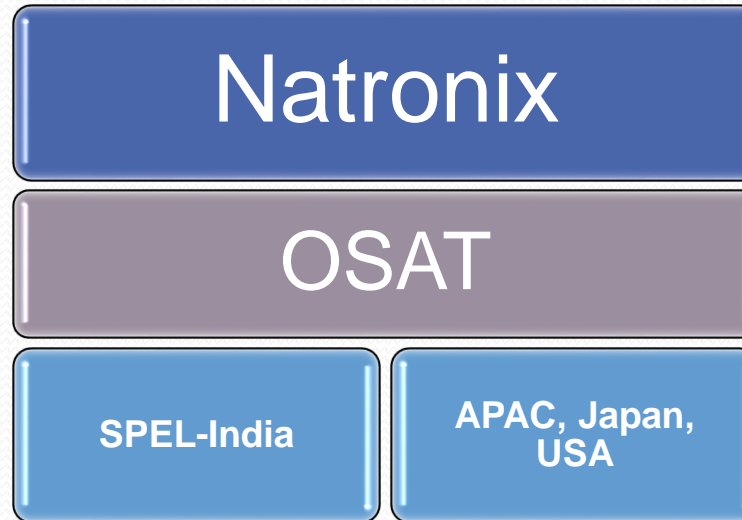 Natronix
OSAT
SPEL-India
APAC, Japan,
USA